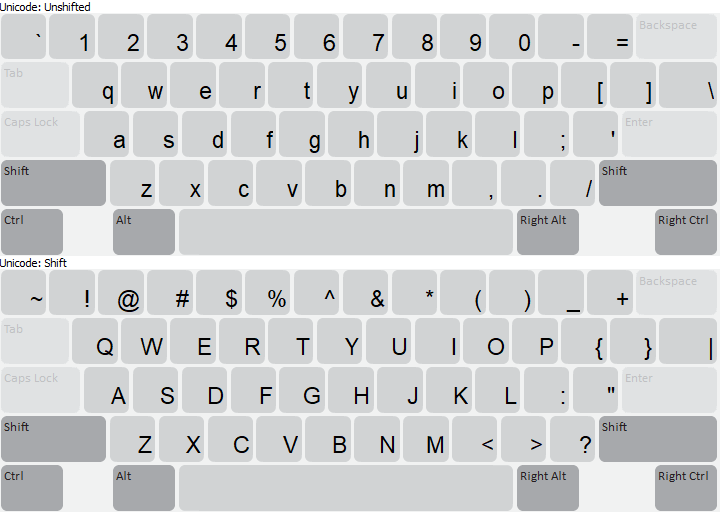 Unicode: Unshifted
` 1 2 3 4 5 6 7 8 9 0 - = Backspace
Tab q w e r t y u i o p [ ] \
Caps Lock a s d f g h j k l ; ' Enter
Shift z x c v b n m , . / Shift
Ctrl Alt Right Alt Right Ctrl
Unicode: Shift
~ ! @ # $ % ^ & * ( ) _ + Backspace
Tab Q W E R T Y U I O P { } |
Caps Lock A S D F G H J K L : " Enter
Shift Z X C V B N M < > ? Shift
Ctrl Alt Right Alt Right Ctrl